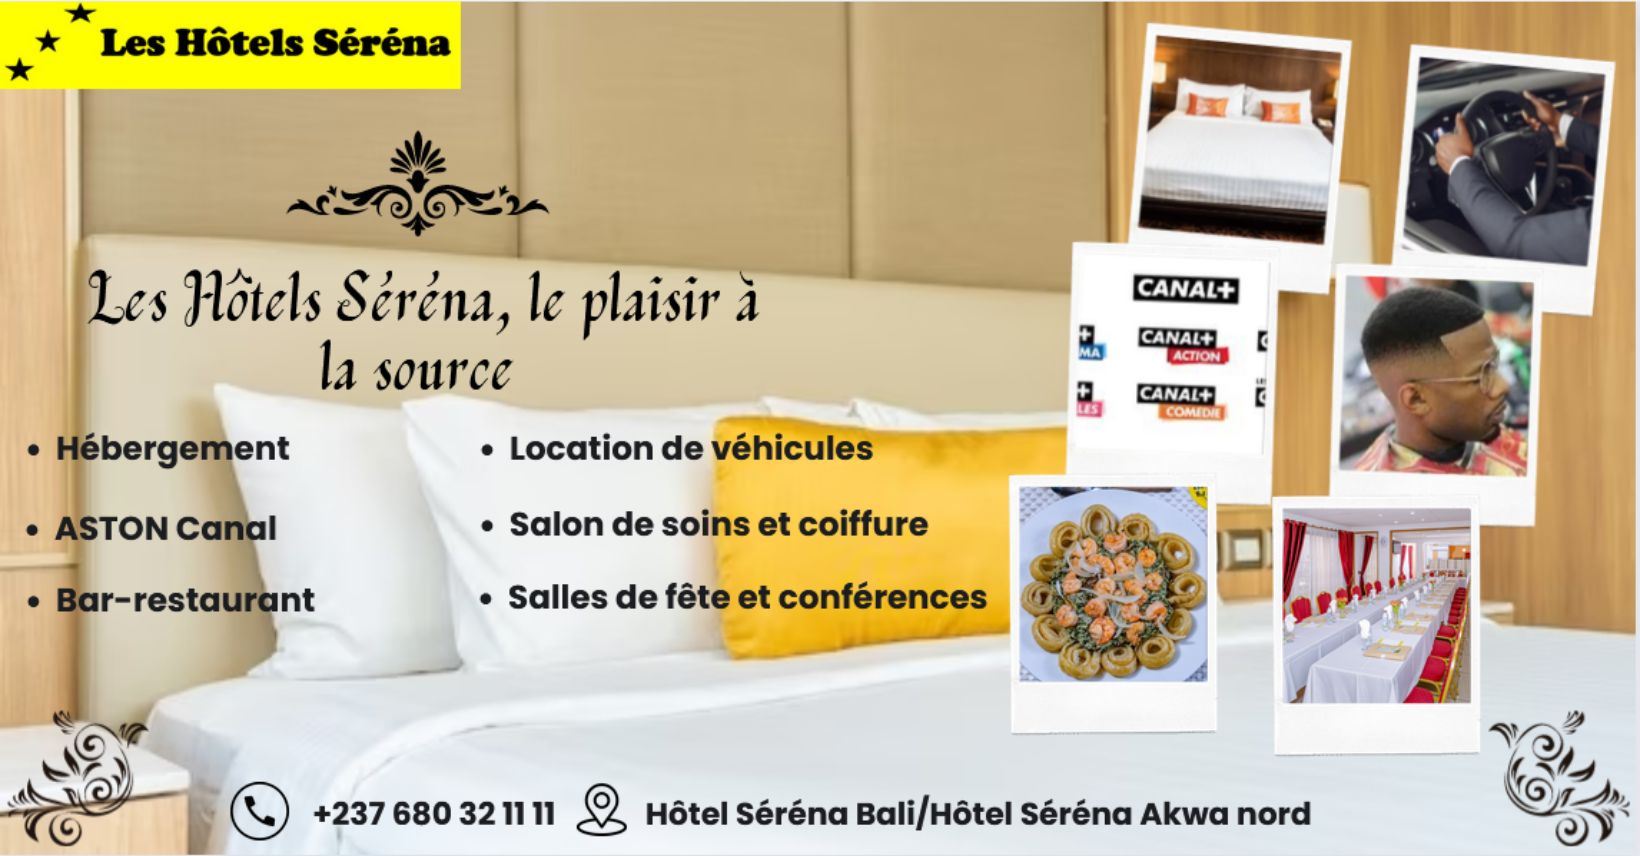 Les Hôtels Séréna
Les Hôtels Séréna, le plaisir à
la source
• Hébergement
• ASTON Canal
• Bar-restaurant
• Location de véhicules
• Salon de soins et coiffure
• Salles de fête et conférences
CANAL+
+
MA
CANAL+
ACTION
+
LES
CANAL+
COMEDIE
+237 680 32 11 11
Hôtel Séréna Bali/Hôtel Séréna Akwa nord